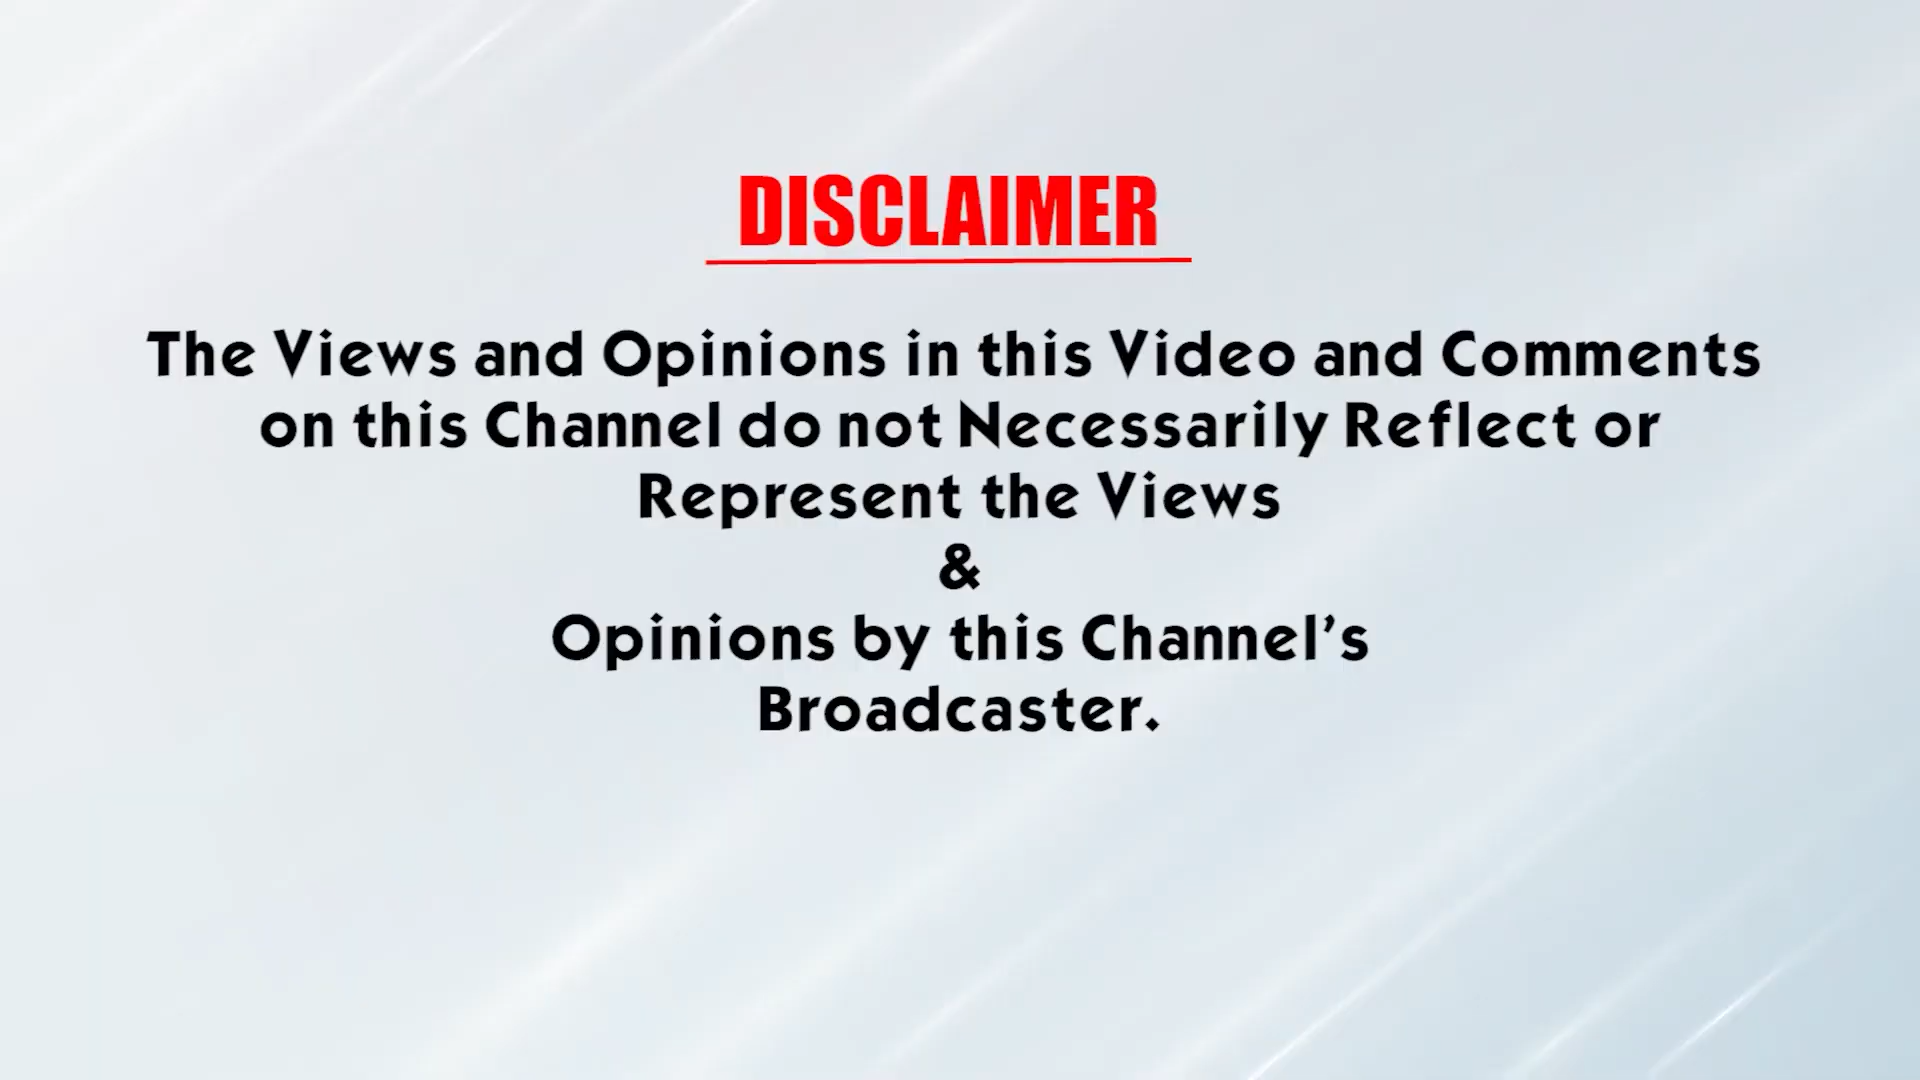 DISCLAIMER
The Views and Opinions in this Video and Comments
on this Channel do not Necessarily Reflect or
Represent the Views
&
Opinions by this Channel's
Broadcaster.